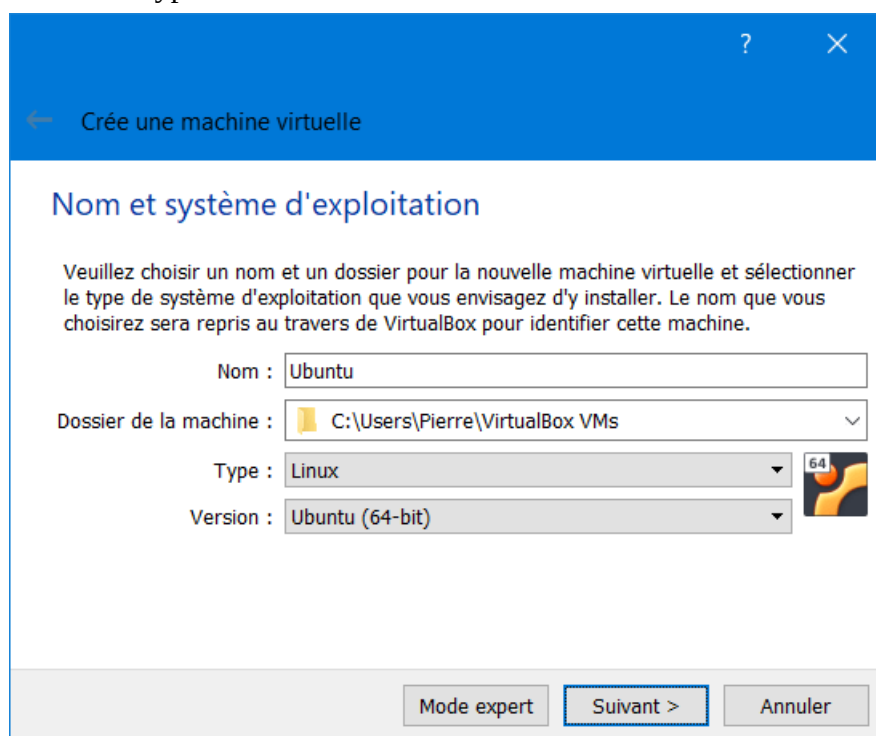 ? ×
← Crée une machine virtuelle
Nom et système d'exploitation
Veuillez choisir un nom et un dossier pour la nouvelle machine virtuelle et sélectionner
le type de système d'exploitation que vous envisagez d'y installer. Le nom que vous
choisirez sera repris au travers de VirtualBox pour identifier cette machine.
Nom : Ubuntu
Dossier de la machine : C:\Users\Pierre\VirtualBox VMs
Type : Linux
64
Version : Ubuntu (64-bit)
Mode expert Suivant > Annuler